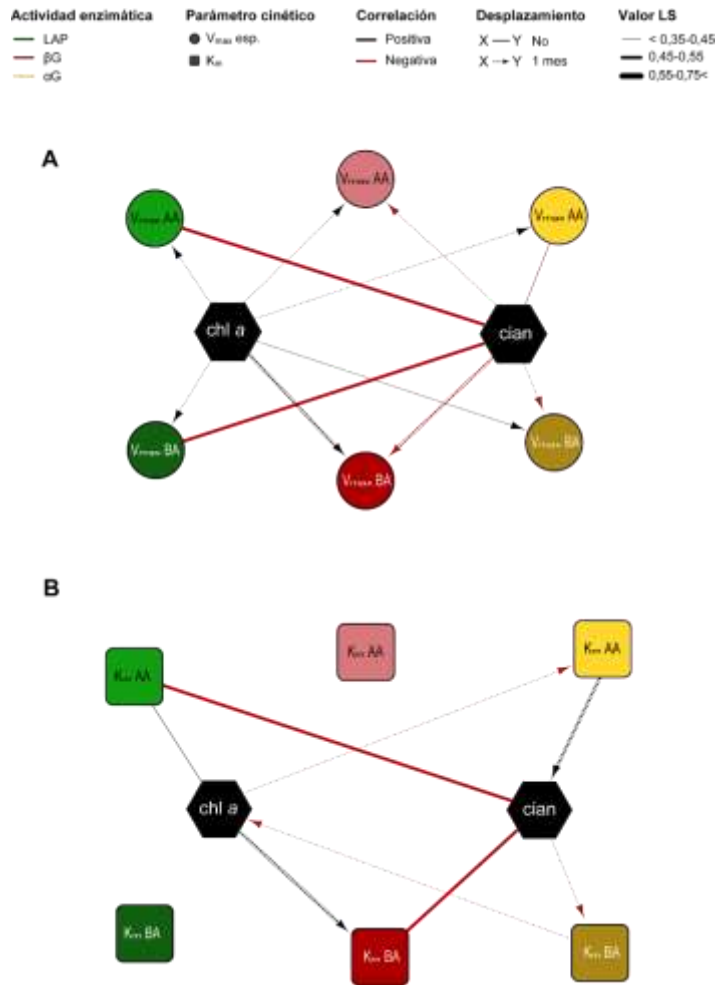 Actividad enzimática Parámetro cinético Correlación Desplazamiento Valor LS
LAP Vmax esp. Positiva X — Y No < 0,35-0,45
βG Km Negativa X --> Y 1 mes 0,45-0,55
αG 0,55-0,75<
A
Vmax AA
Vmax AA Vmax AA
chl a cian
Vmax BA Vmax BA
Vmax BA
B
Km AA Km AA Km AA
chl a cian
Km BA Km BA Km BA